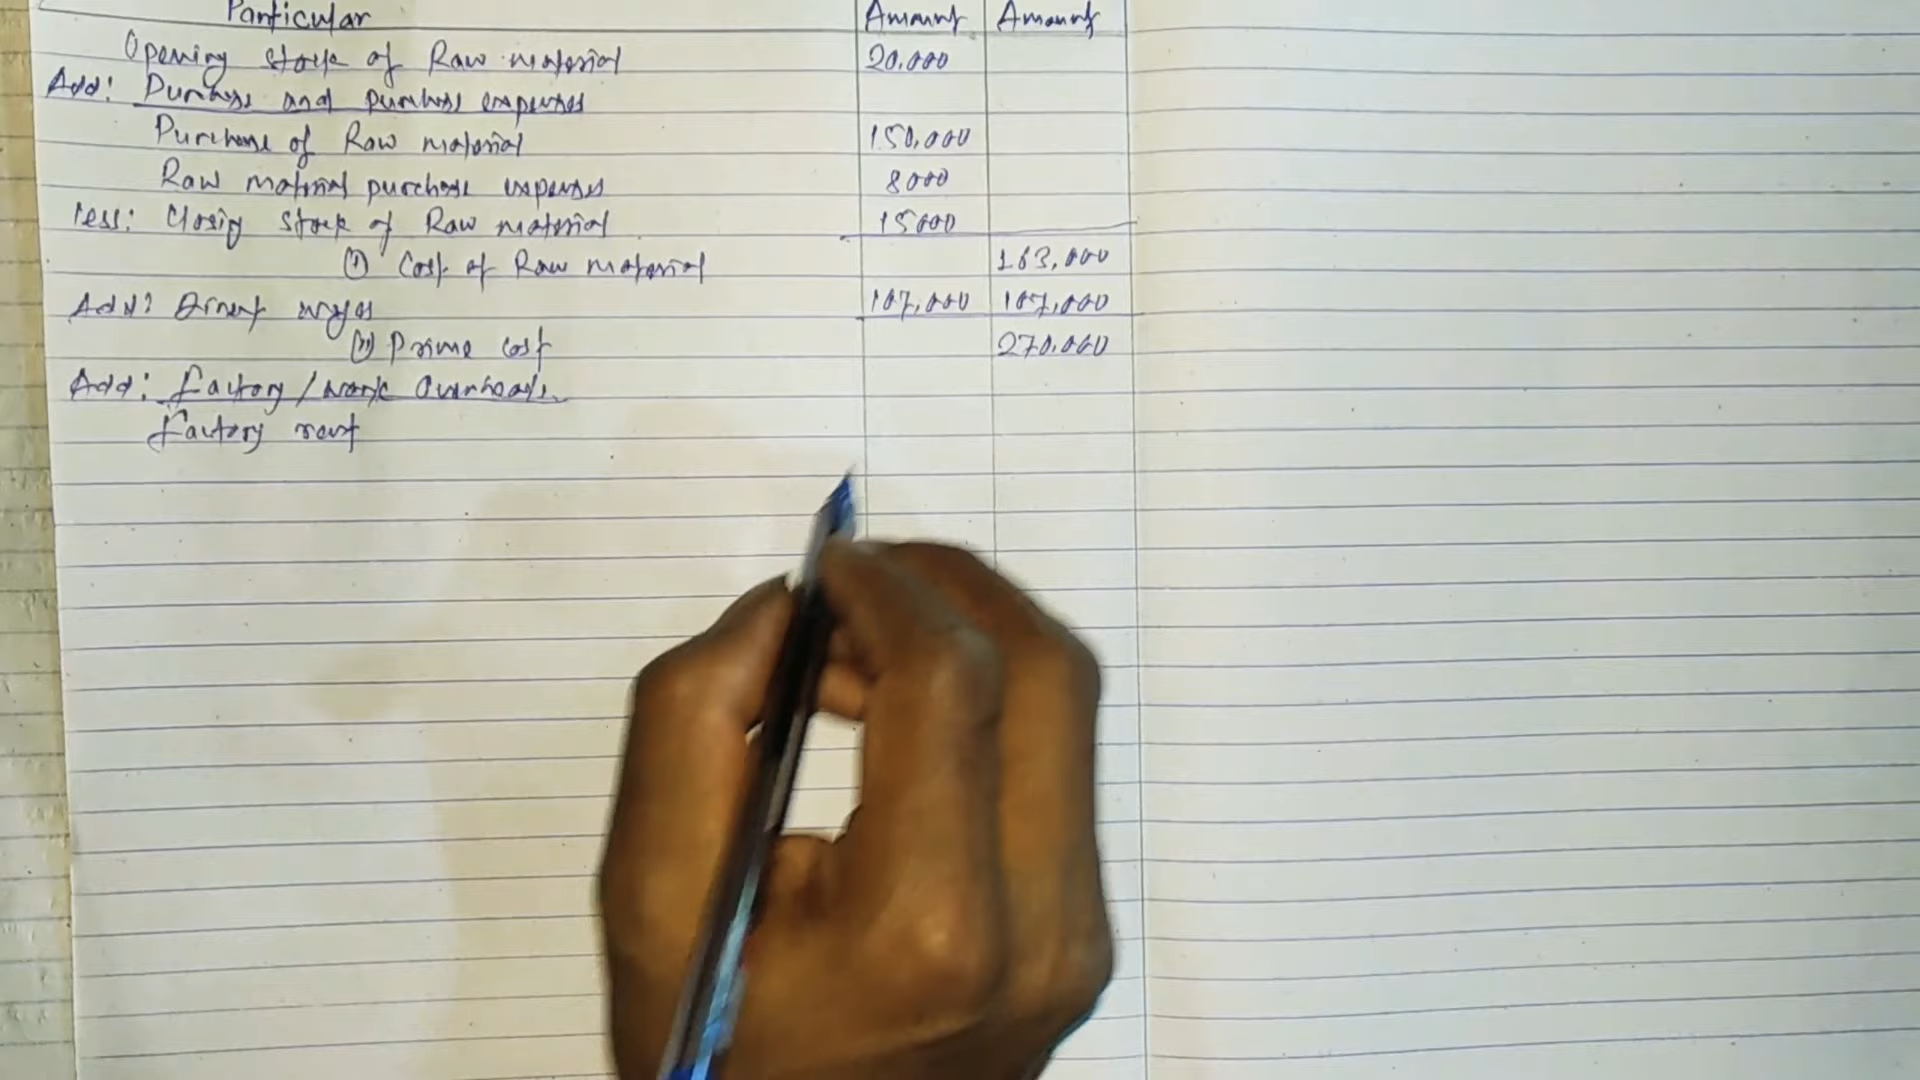 Particular Amount Amount
Opening stock of Raw material 20,000
Add: Purchase and purchase expenses
Purchase of Raw material 150,000
Raw material purchase expenses 8000
Less: Closing stock of Raw material 15000
(i) Cost of Raw material 163,000
Add: Direct wages 107,000 107,000
(ii) Prime cost 270,000
Add: Factory/work Overheads
Factory rent